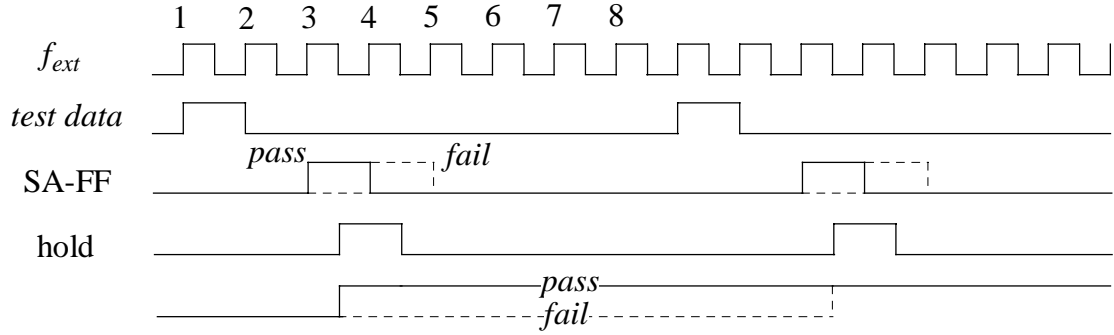 1 2 3 4 5 6 7 8
f_ext
test data
pass fail
SA-FF
hold
pass
fail